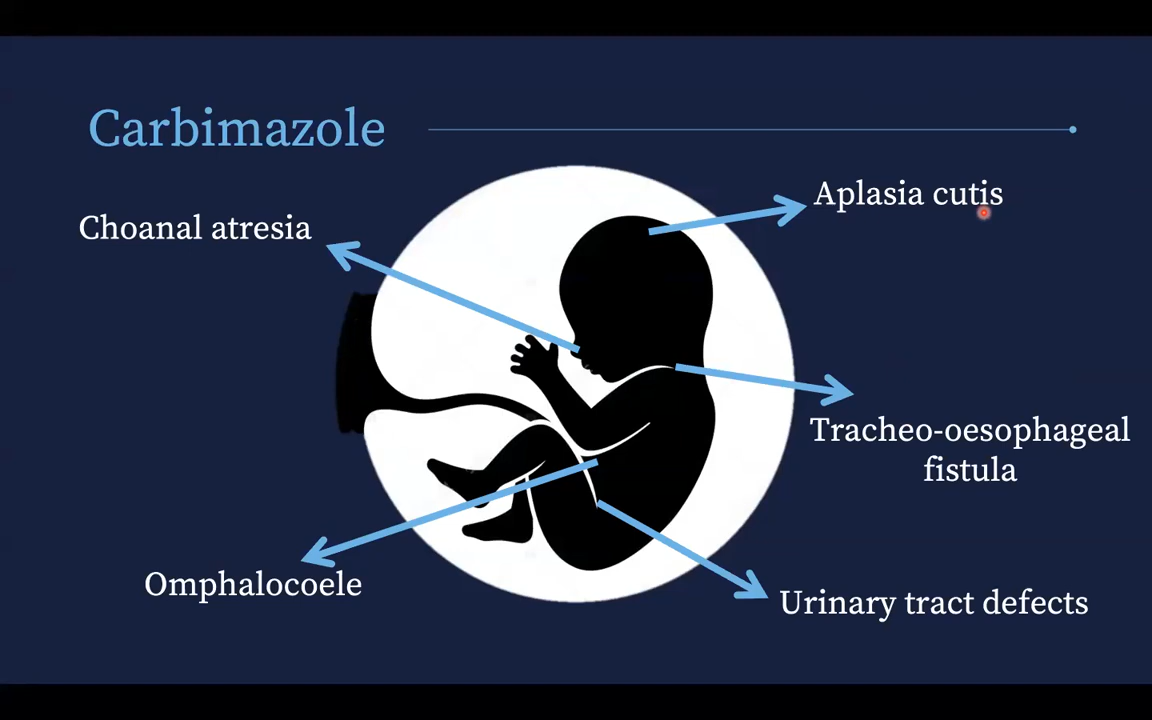 Carbimazole
Aplasia cutis
Choanal atresia
Tracheo-oesophageal
fistula
Omphalocoele
Urinary tract defects